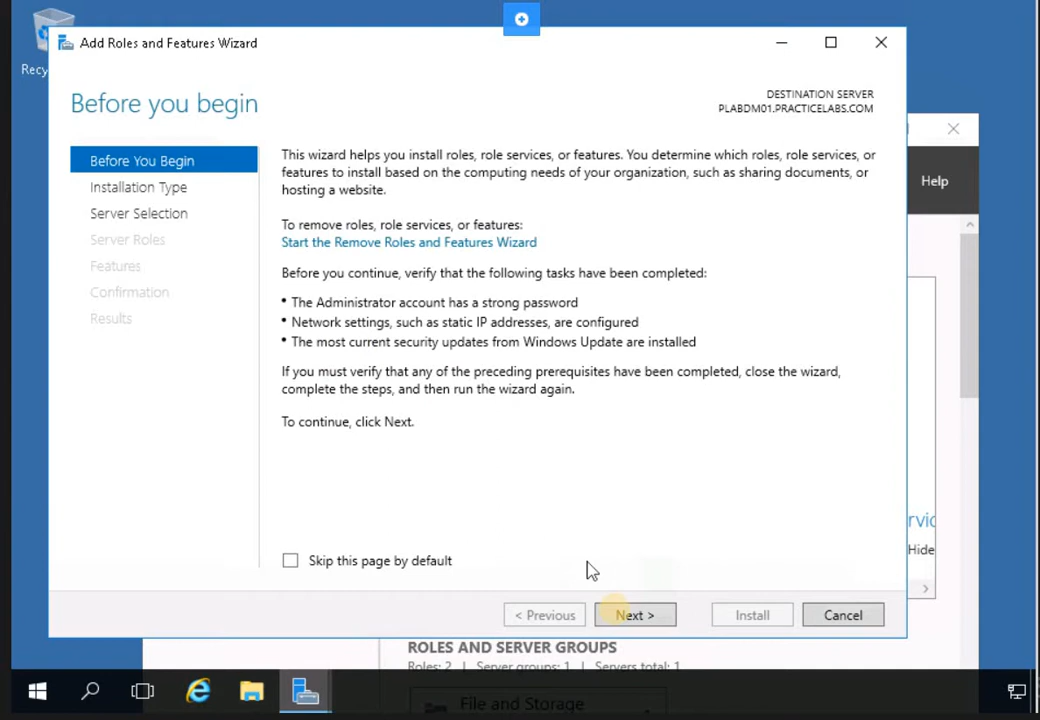 Recy
Add Roles and Features Wizard
Before you begin
DESTINATION SERVER
PLABDM01.PRACTICELABS.COM
Before You Begin
Installation Type
Server Selection
Server Roles
Features
Confirmation
Results
This wizard helps you install roles, role services, or features. You determine which roles, role services, or
features to install based on the computing needs of your organization, such as sharing documents, or
hosting a website.
To remove roles, role services, or features:
Start the Remove Roles and Features Wizard
Before you continue, verify that the following tasks have been completed:
• The Administrator account has a strong password
• Network settings, such as static IP addresses, are configured
• The most current security updates from Windows Update are installed
If you must verify that any of the preceding prerequisites have been completed, close the wizard,
complete the steps, and then run the wizard again.
To continue, click Next.
Skip this page by default
< Previous
Next >
Install
Cancel
Help
rvic
Hide
ROLES AND SERVER GROUPS
Roles: 2 | Server groups: 1 | Servers total: 1
File and Storage